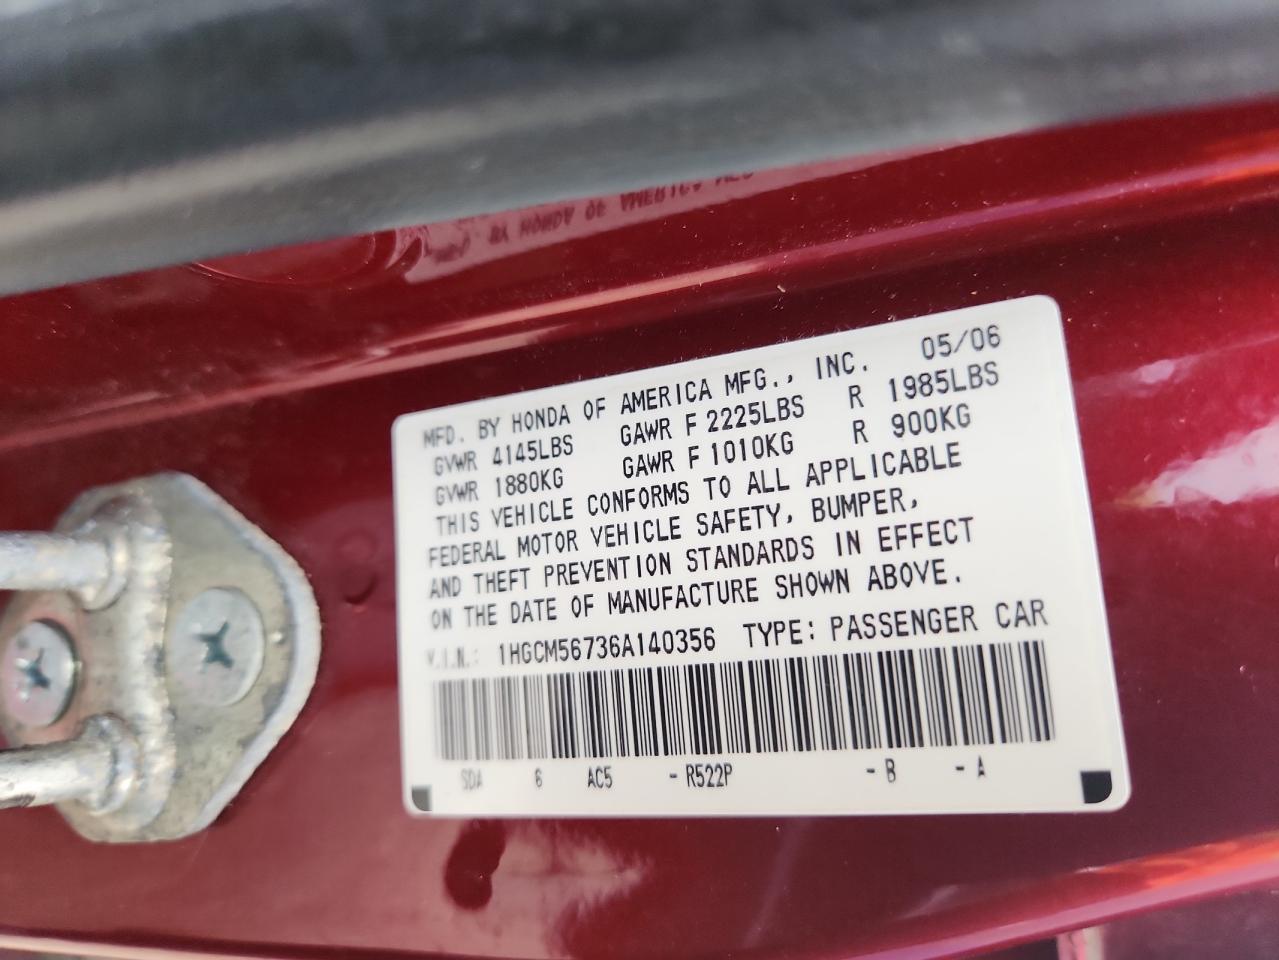 MFD. BY HONDA OF AMERICA MFG., INC. 05/06
GVWR 4145LBS GAWR F 2225LBS R 1985LBS
GVWR 1880KG GAWR F 1010KG R 900KG
THIS VEHICLE CONFORMS TO ALL APPLICABLE
FEDERAL MOTOR VEHICLE SAFETY, BUMPER,
AND THEFT PREVENTION STANDARDS IN EFFECT
ON THE DATE OF MANUFACTURE SHOWN ABOVE.
V.I.N.: 1HGCM56736A140356 TYPE: PASSENGER CAR
SDA 6 AC5 - R522P - B - A